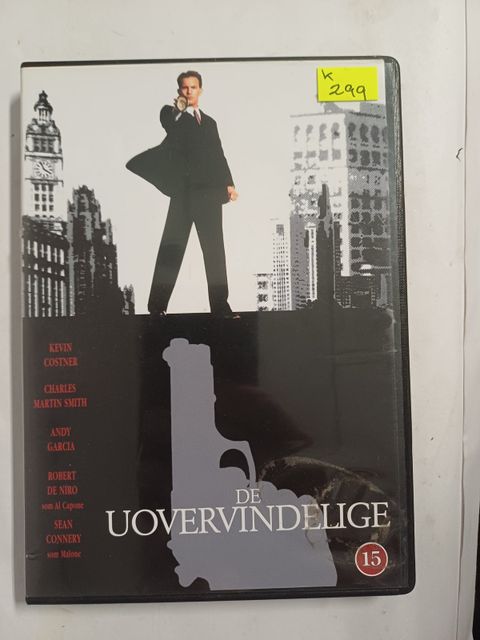 K
299
KEVIN
COSTNER
CHARLES
MARTIN SMITH
ANDY
GARCIA
ROBERT
DE NIRO
som Al Capone
SEAN
CONNERY
som Malone
DE
UOVERVINDELIGE
15